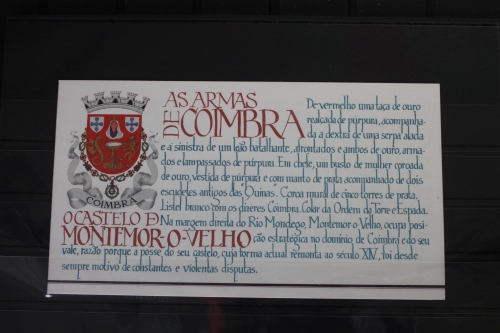 AS ARMAS
DE COIMBRA
De vermelho uma taça de ouro
realçada de púrpura, acompanha-
da à dextra de uma serpe alada
e a sinistra de um leão batalhante, afrontados e ambos de ouro, arma-
dos e lampassados de púrpura. Em chefe, um busto de mulher coroada
de ouro, vestida de púrpura e com manto de prata acompanhado de dois
escudetes antigos das "Quinas". Coroa mural de cinco torres de prata.
Listel branco com os dizeres Coimbra. Colar da Ordem da Torre e Espada.
COIMBRA
O CASTELO DE
MONTEMOR-O-VELHO
Na margem direita do Rio Mondego, Montemor-o-Velho, ocupa posi-
ção estratégica no domínio de Coimbra e do seu
vale, razão porque a posse do seu castelo, cuja forma actual remonta ao século XIV, foi desde
sempre motivo de constantes e violentas disputas.